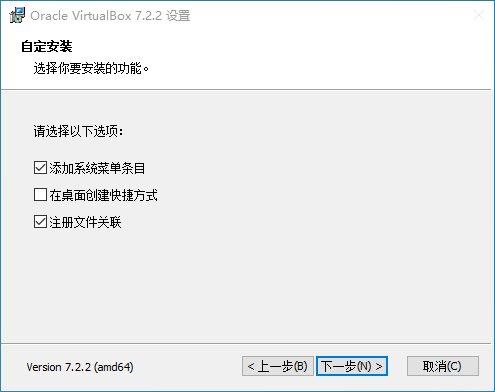 Oracle VirtualBox 7.2.2 设置
自定安装
选择你要安装的功能。
请选择以下选项：
添加系统菜单条目
在桌面创建快捷方式
注册文件关联
Version 7.2.2 (amd64)
< 上一步(B)
下一步(N) >
取消(C)